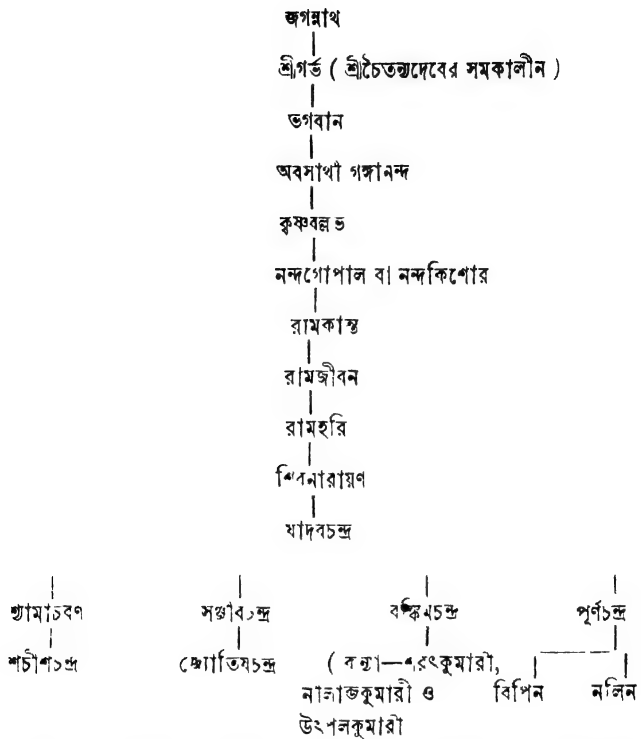 জগন্নাথ
শ্রীগর্ভ ( শ্রীচৈতন্যদেবের সমকালীন )
ভগবান
অবসাথী গঙ্গানন্দ
কৃষ্ণবল্লভ
নন্দগোপাল বা নন্দকিশোর
রামকান্ত
রামজীবন
রামহরি
শিবনারায়ণ
যাদবচন্দ্র
শ্যামাচরণ সঞ্জীবচন্দ্র বঙ্কিমচন্দ্র পূর্ণচন্দ্র
শচীশচন্দ্র জ্যোতিষচন্দ্র ( কন্যা—শরৎকুমারী,
নীলাব্জকুমারী ও বিপিন নলিন
উৎপলকুমারী